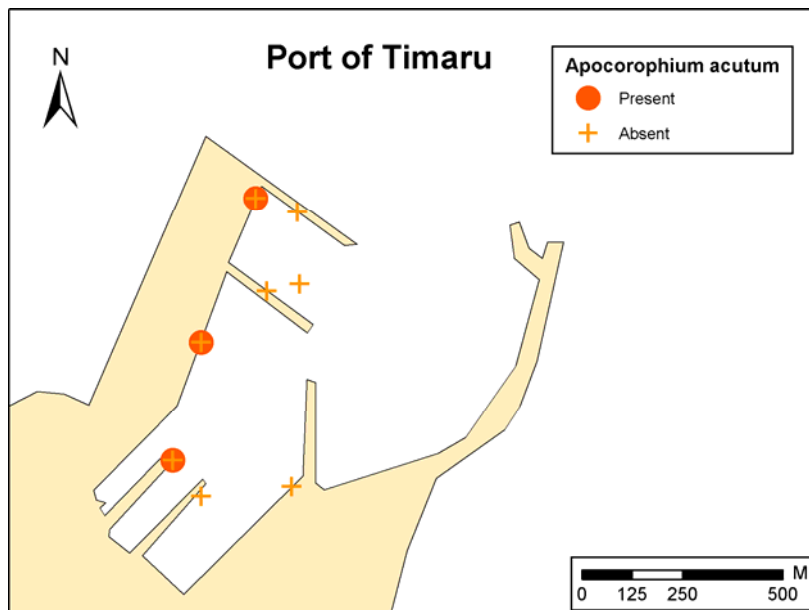 Port of Timaru
N
Apocorophium acutum
Present
Absent
M
0 125 250 500